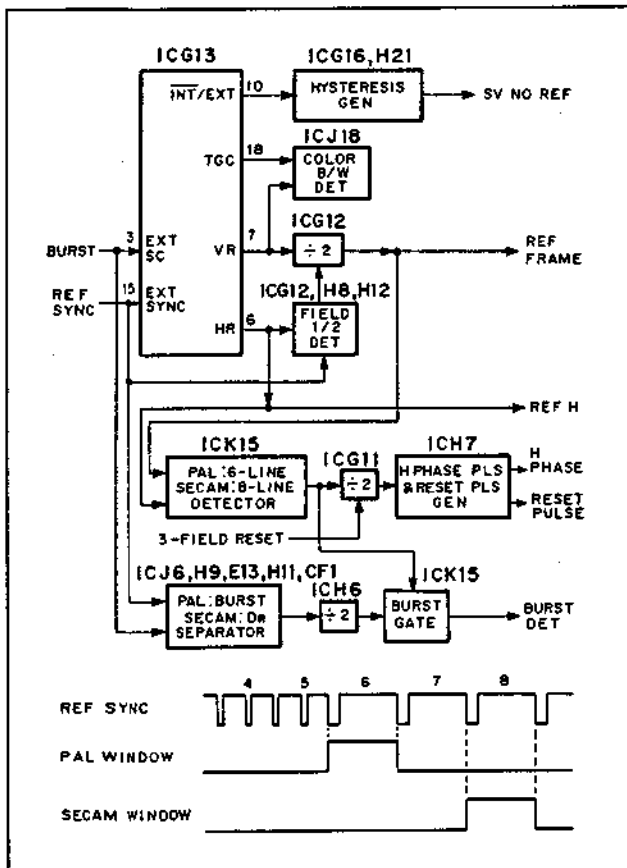 ICG13
ICG16, H21
INT/EXT
10
HYSTERESIS
GEN
SV NO REF
ICJ18
TGC
18
COLOR
B/W
DET
BURST
3
EXT
SC
VR
7
ICG12
÷2
REF
FRAME
REF
SYNC
15
EXT
SYNC
ICG12, H8, H12
HR
6
FIELD
1/2
DET
REF H
ICK15
PAL:6-LINE
SECAM:8-LINE
DETECTOR
ICG11
÷2
ICH7
H PHASE PLS
& RESET PLS
GEN
H
PHASE
RESET
PULSE
3-FIELD RESET
ICJ6, H9, E13, H11, CF1
PAL:BURST
SECAM:DR
SEPARATOR
ICH6
÷2
ICK15
BURST
GATE
BURST
DET
4 5 6 7 8
REF SYNC
PAL WINDOW
SECAM WINDOW